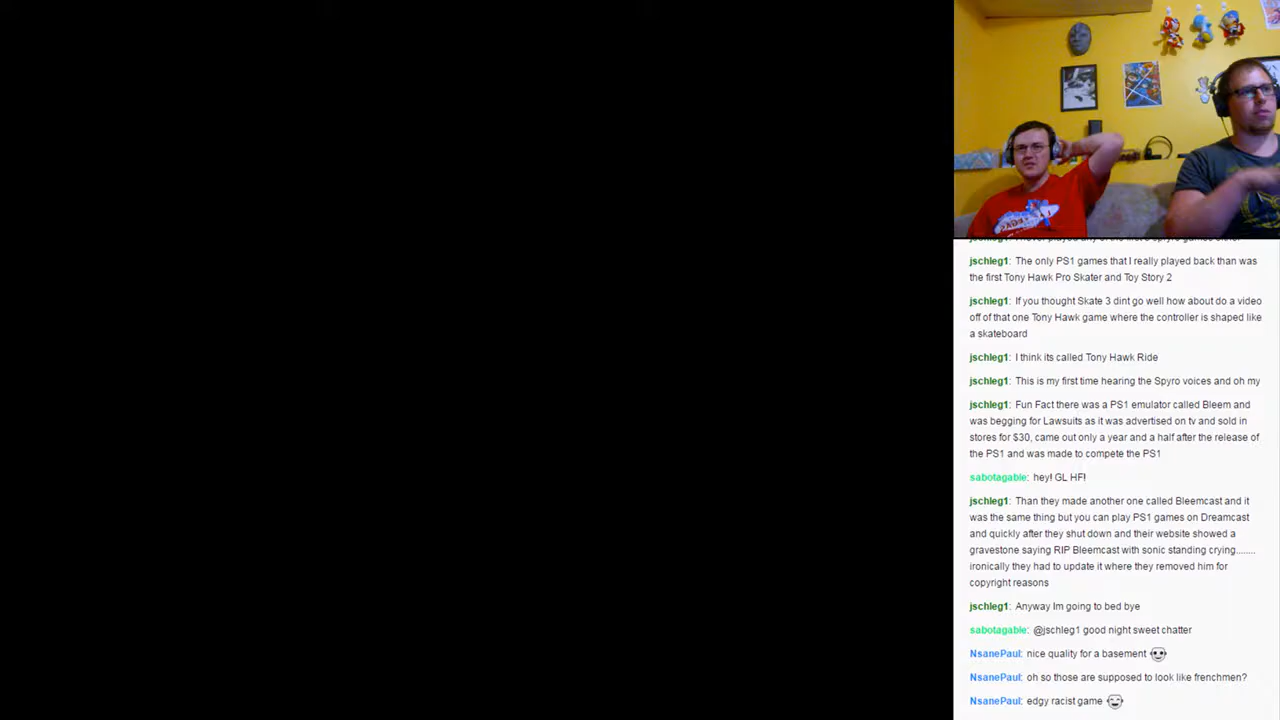 jschleg1: The only PS1 games that I really played back than was
the first Tony Hawk Pro Skater and Toy Story 2
jschleg1: If you thought Skate 3 dint go well how about do a video
off of that one Tony Hawk game where the controller is shaped like
a skateboard
jschleg1: I think its called Tony Hawk Ride
jschleg1: This is my first time hearing the Spyro voices and oh my
jschleg1: Fun Fact there was a PS1 emulator called Bleem and
was begging for Lawsuits as it was advertised on tv and sold in
stores for $30, came out only a year and a half after the release of
the PS1 and was made to compete the PS1
sabotagable: hey! GL HF!
jschleg1: Than they made another one called Bleemcast and it
was the same thing but you can play PS1 games on Dreamcast
and quickly after they shut down and their website showed a
gravestone saying RIP Bleemcast with sonic standing crying........
ironically they had to update it where they removed him for
copyright reasons
jschleg1: Anyway Im going to bed bye
sabotagable: @jschleg1 good night sweet chatter
NsanePaul: nice quality for a basement
NsanePaul: oh so those are supposed to look like frenchmen?
NsanePaul: edgy racist game